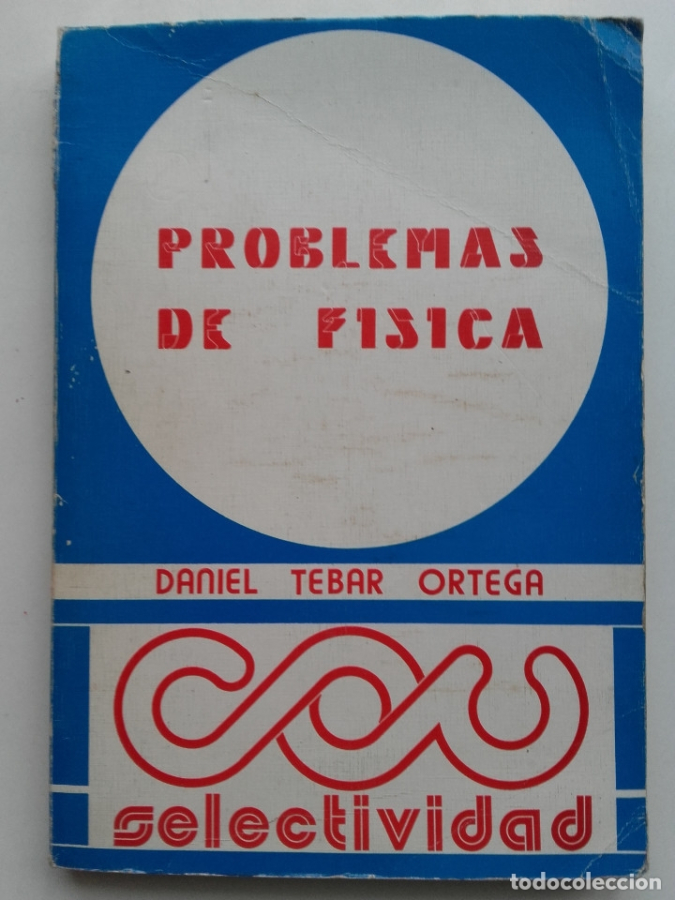 PROBLEMAS
DE FISICA
DANIEL TEBAR ORTEGA
COU
selectividad
todocoleccion